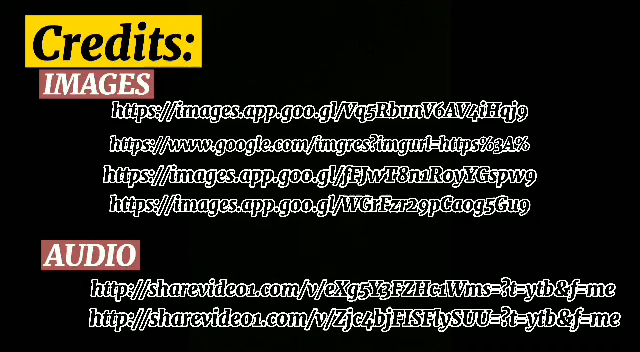 Credits:
IMAGES
https://images.app.goo.gl/Vq5RbunV6AV4iHqj9
https://www.google.com/imgres?imgurl=https%3A%
https://images.app.goo.gl/fEJwT8n1RoyYGspw9
https://images.app.goo.gl/WGrEzr29pCaog5Gu9
AUDIO
http://sharevideo1.com/v/eXg5Y3FZHc1Wms=?t=ytb&f=me
http://sharevideo1.com/v/Zjc4bjFISFlySUU=?t=ytb&f=me